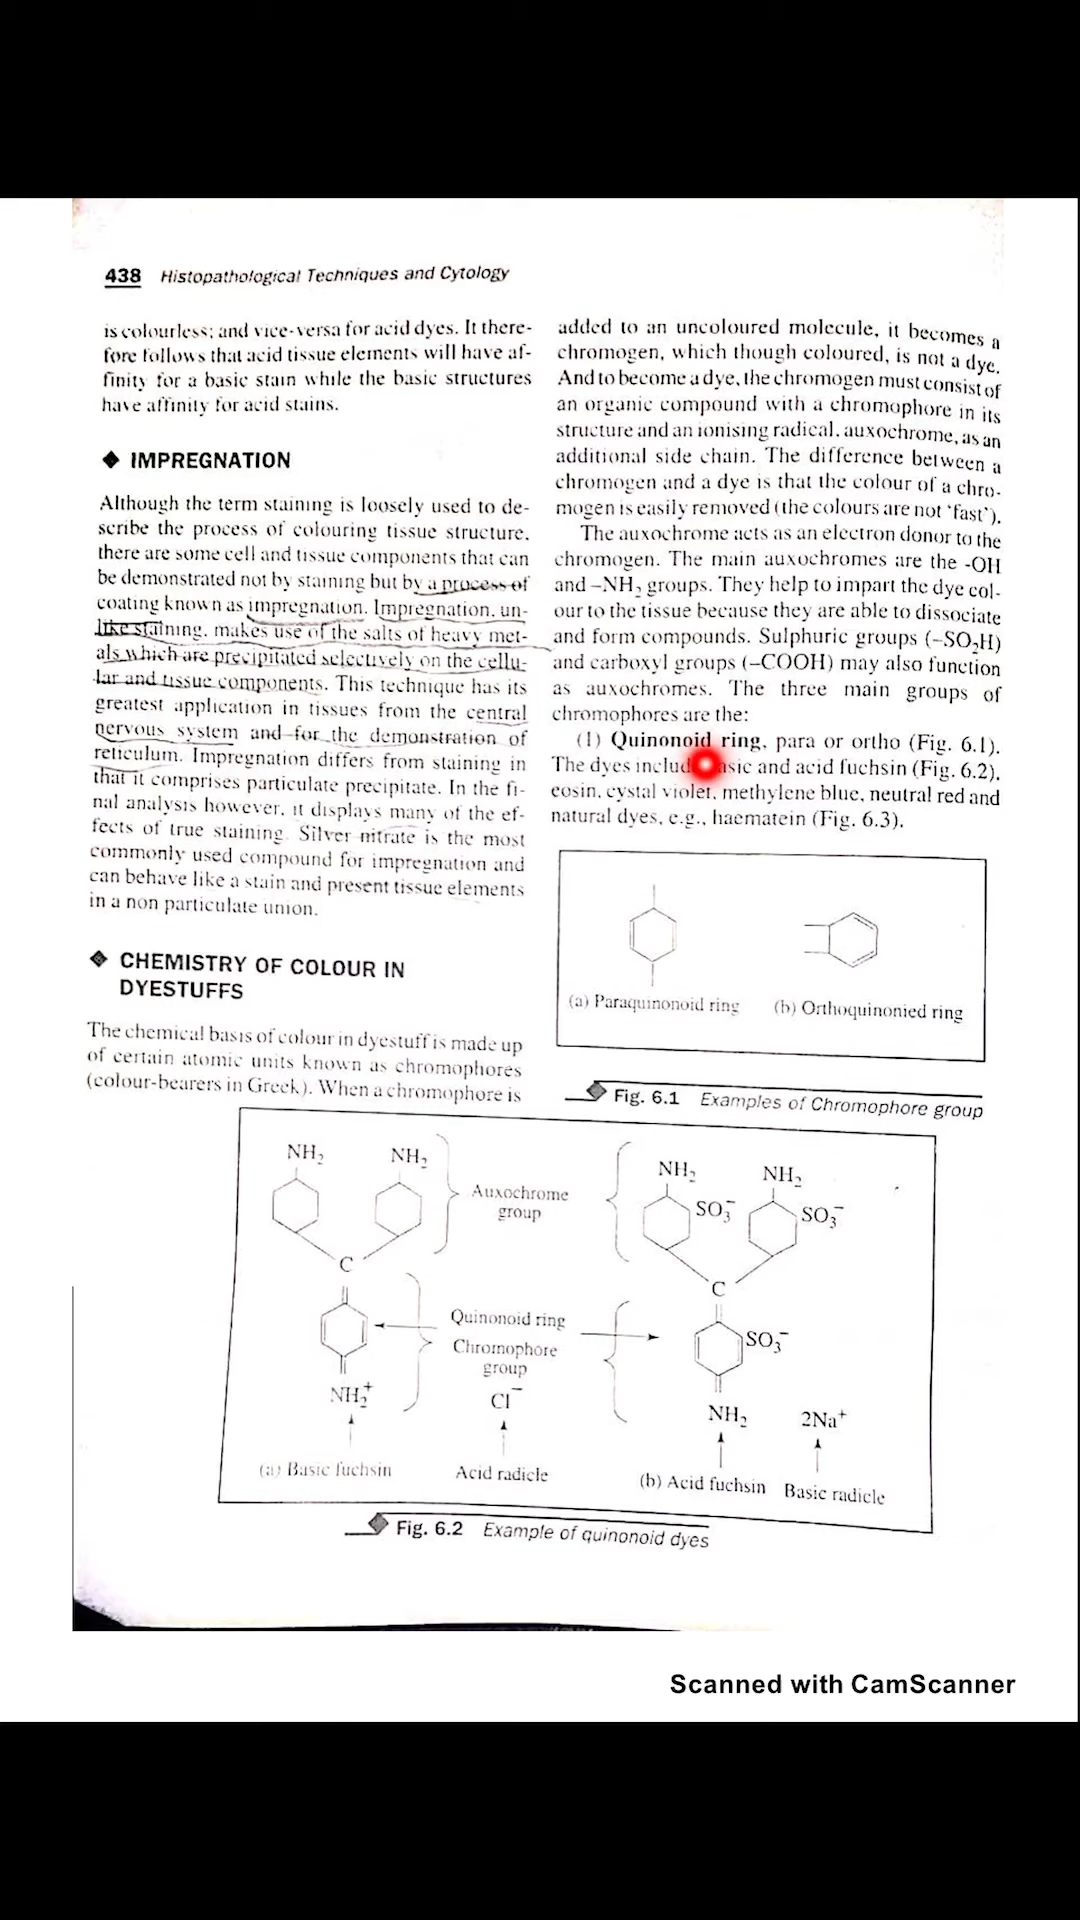 438 Histopathological Techniques and Cytology
is colourless; and vice-versa for acid dyes. It there-
fore follows that acid tissue elements will have af-
finity for a basic stain while the basic structures
have affinity for acid stains.
◆ IMPREGNATION
Although the term staining is loosely used to de-
scribe the process of colouring tissue structure,
there are some cell and tissue components that can
be demonstrated not by staining but by a process of
coating known as impregnation. Impregnation, un-
like staining, makes use of the salts of heavy met-
als which are precipitated selectively on the cellu-
lar and tissue components. This technique has its
greatest application in tissues from the central
nervous system and for the demonstration of
reticulum. Impregnation differs from staining in
that it comprises particulate precipitate. In the fi-
nal analysis however, it displays many of the ef-
fects of true staining. Silver nitrate is the most
commonly used compound for impregnation and
can behave like a stain and present tissue elements
in a non particulate union.
◆ CHEMISTRY OF COLOUR IN
DYESTUFFS
The chemical basis of colour in dyestuff is made up
of certain atomic units known as chromophores
(colour-bearers in Greek). When a chromophore is
added to an uncoloured molecule, it becomes a
chromogen, which though coloured, is not a dye.
And to become a dye, the chromogen must consist of
an organic compound with a chromophore in its
structure and an ionising radical, auxochrome, as an
additional side chain. The difference between a
chromogen and a dye is that the colour of a chro-
mogen is easily removed (the colours are not 'fast').
The auxochrome acts as an electron donor to the
chromogen. The main auxochromes are the -OH
and –NH₂ groups. They help to impart the dye col-
our to the tissue because they are able to dissociate
and form compounds. Sulphuric groups (–SO₃H)
and carboxyl groups (–COOH) may also function
as auxochromes. The three main groups of
chromophores are the:
(1) Quinonoid ring, para or ortho (Fig. 6.1).
The dyes includ asic and acid fuchsin (Fig. 6.2),
eosin, cystal violet, methylene blue, neutral red and
natural dyes, e.g., haematein (Fig. 6.3).
(a) Paraquinonoid ring (b) Orthoquinonied ring
Fig. 6.1 Examples of Chromophore group
NH₂ NH₂ NH₂ NH₂
Auxochrome
group
SO₃⁻ SO₃⁻
C C
Quinonoid ring
SO₃⁻
Chromophore
group
NH₂⁺ Cl⁻ NH₂ 2Na⁺
(a) Basic fuchsin Acid radicle (b) Acid fuchsin Basic radicle
Fig. 6.2 Example of quinonoid dyes
Scanned with CamScanner